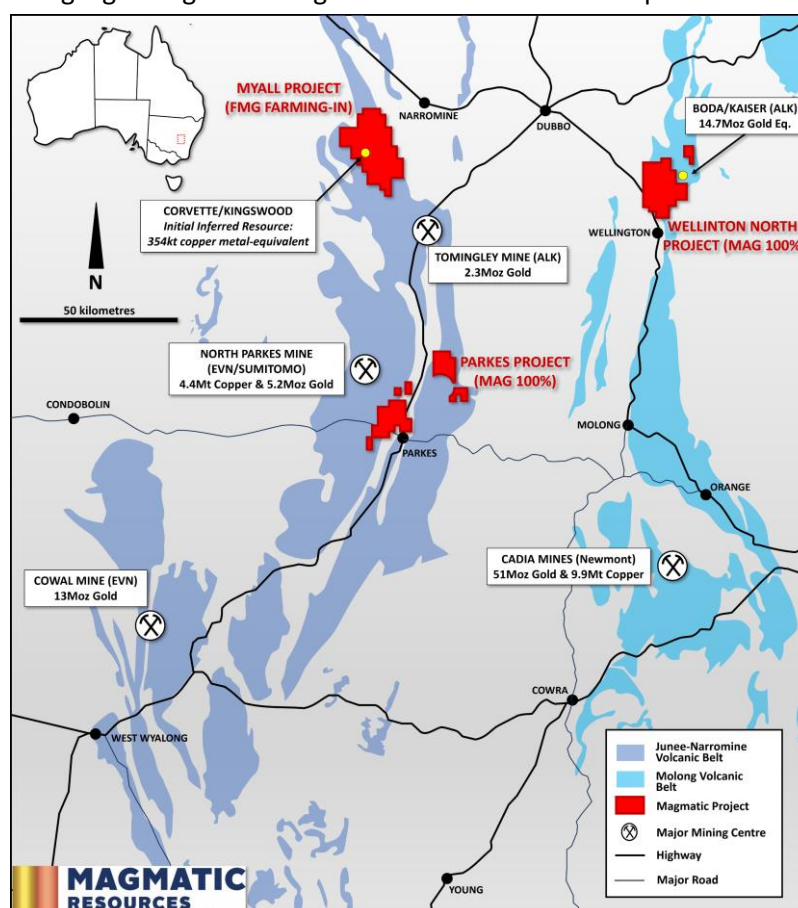 MYALL PROJECT
(FMG FARMING-IN)
NARROMINE
DUBBO
BODA/KAISER (ALK)
14.7Moz Gold Eq.
CORVETTE/KINGSWOOD
Initial Inferred Resource:
354kt copper metal-equivalent
WELLINGTON
WELLINTON NORTH
PROJECT (MAG 100%
TOMINGLEY MINE (ALK)
2.3Moz Gold
N
50 kilometres
NORTH PARKES MINE
(EVN/SUMITOMO)
4.4Mt Copper & 5.2Moz Gold
PARKES PROJECT
(MAG 100%)
CONDOBOLIN
PARKES
MOLONG
ORANGE
CADIA MINES (Newmont)
51Moz Gold & 9.9Mt Copper
COWAL MINE (EVN)
13Moz Gold
COWRA
WEST WYALONG
YOUNG
Junee-Narromine
Volcanic Belt
Molong Volcanic
Belt
Magmatic Project
Major Mining Centre
Highway
Major Road
MAGMATIC
RESOURCES